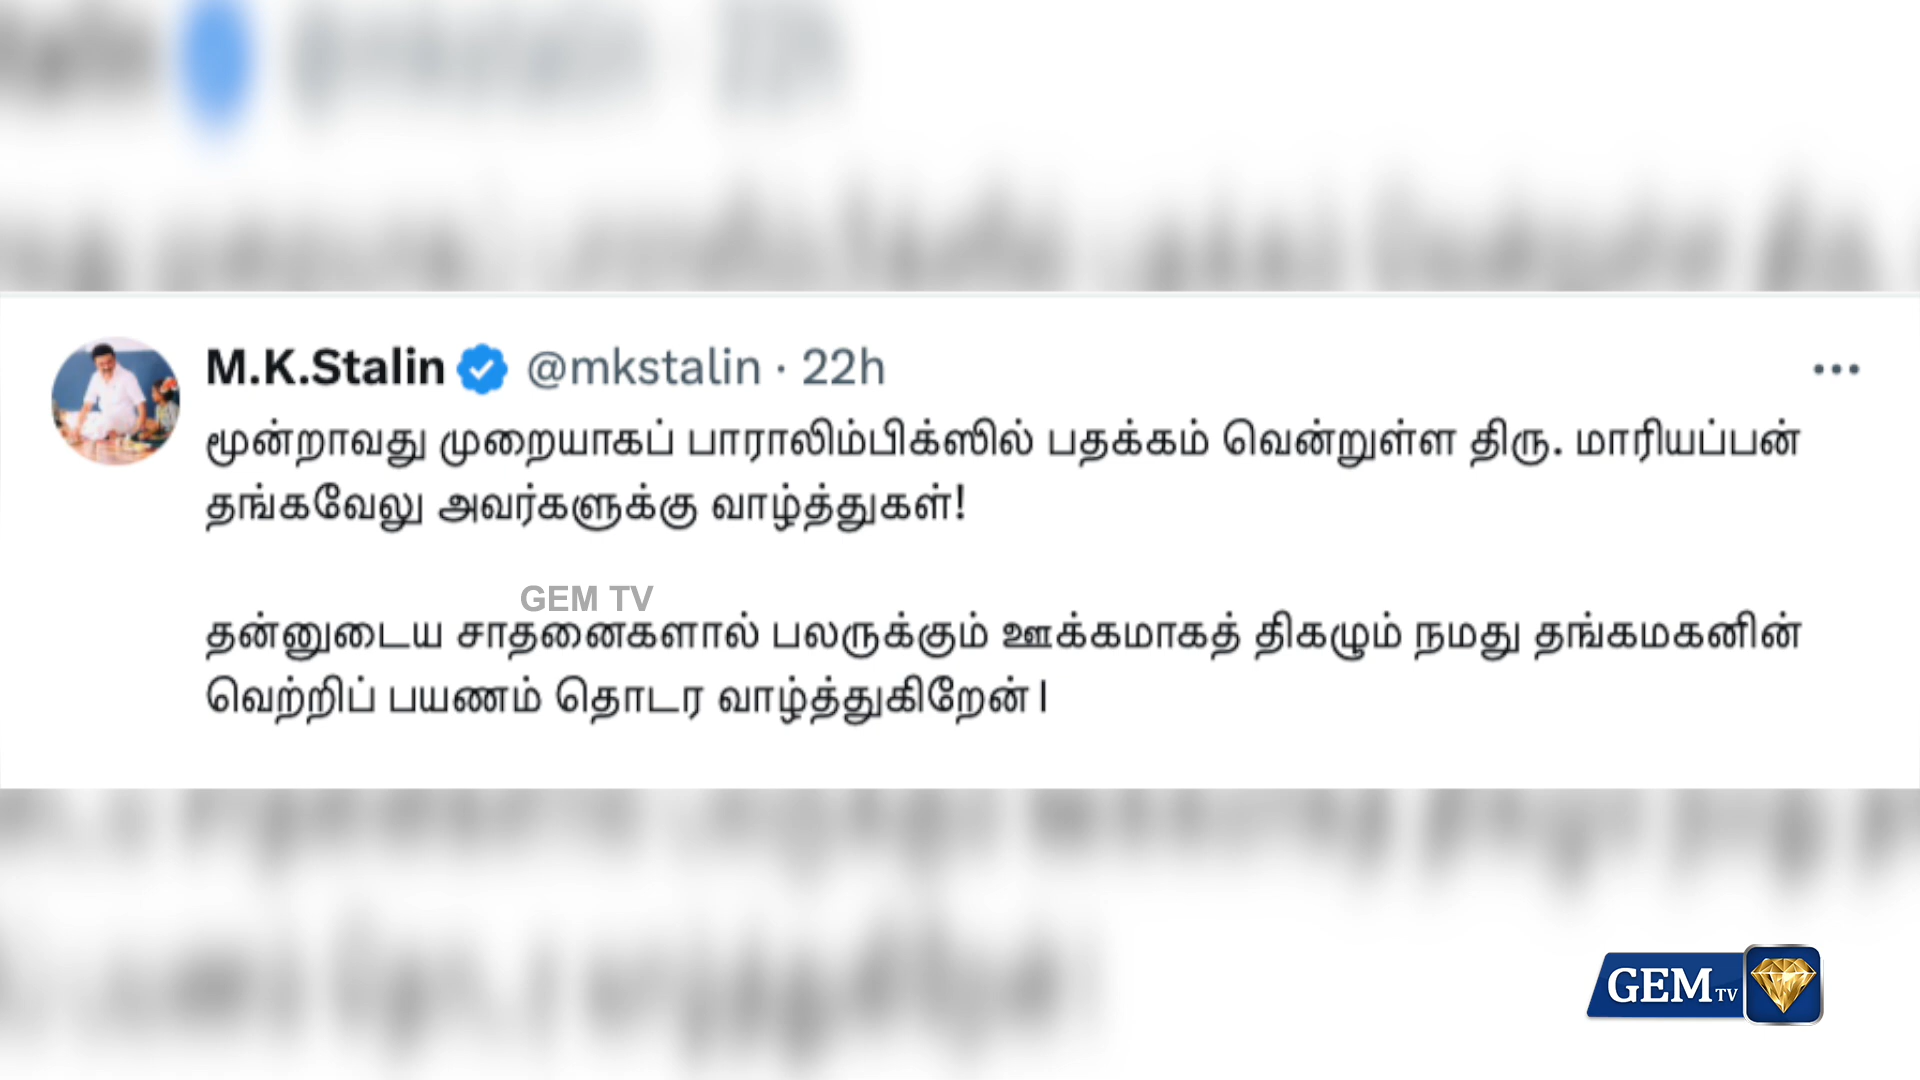 M.K.Stalin @mkstalin · 22h
மூன்றாவது முறையாகப் பாராலிம்பிக்ஸில் பதக்கம் வென்றுள்ள திரு. மாரியப்பன்
தங்கவேலு அவர்களுக்கு வாழ்த்துகள்!
GEM TV
தன்னுடைய சாதனைகளால் பலருக்கும் ஊக்கமாகத் திகழும் நமது தங்கமகனின்
வெற்றிப் பயணம் தொடர வாழ்த்துகிறேன்!
GEM TV